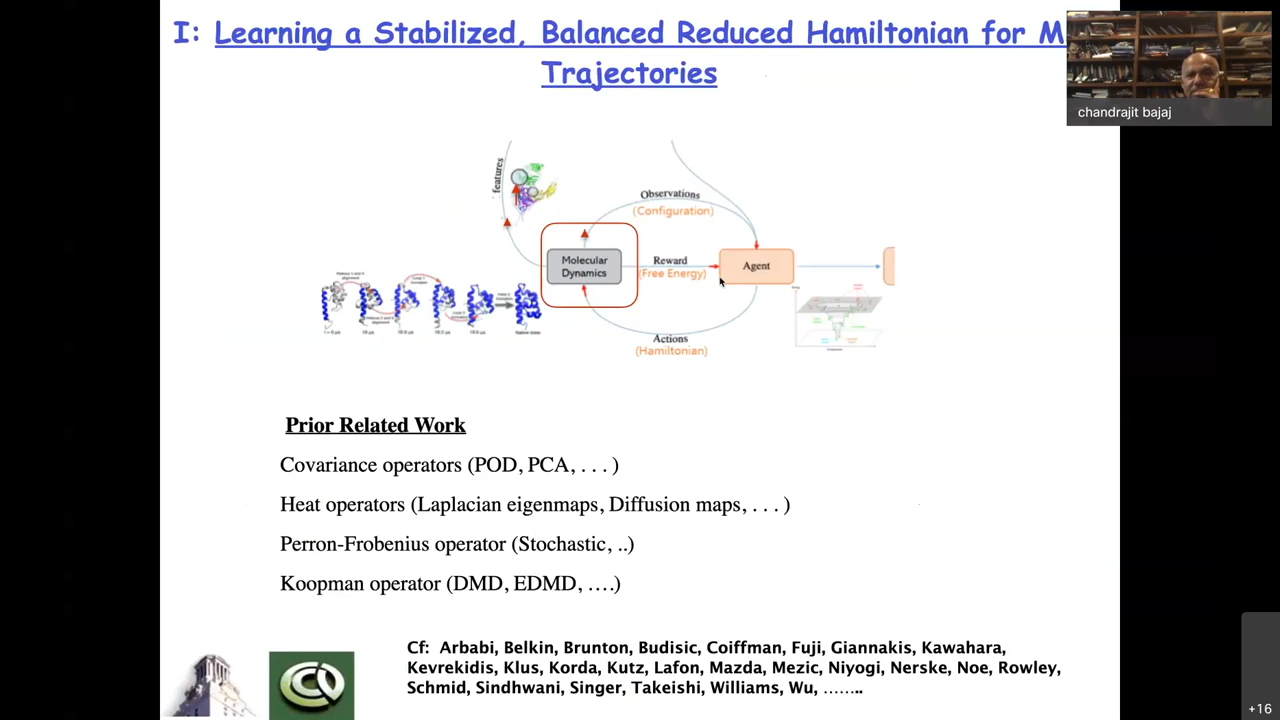 I: Learning a Stabilized, Balanced Reduced Hamiltonian for M
Trajectories
chandrajit bajaj
features
Observations
(Configuration)
Molecular
Dynamics
Reward
(Free Energy)
Agent
Actions
(Hamiltonian)
Native state
Prior Related Work
Covariance operators (POD, PCA, . . . )
Heat operators (Laplacian eigenmaps, Diffusion maps, . . . )
Perron-Frobenius operator (Stochastic, ..)
Koopman operator (DMD, EDMD, ….)
Cf: Arbabi, Belkin, Brunton, Budisic, Coiffman, Fuji, Giannakis, Kawahara,
Kevrekidis, Klus, Korda, Kutz, Lafon, Mazda, Mezic, Niyogi, Nerske, Noe, Rowley,
Schmid, Sindhwani, Singer, Takeishi, Williams, Wu, ……..
+16